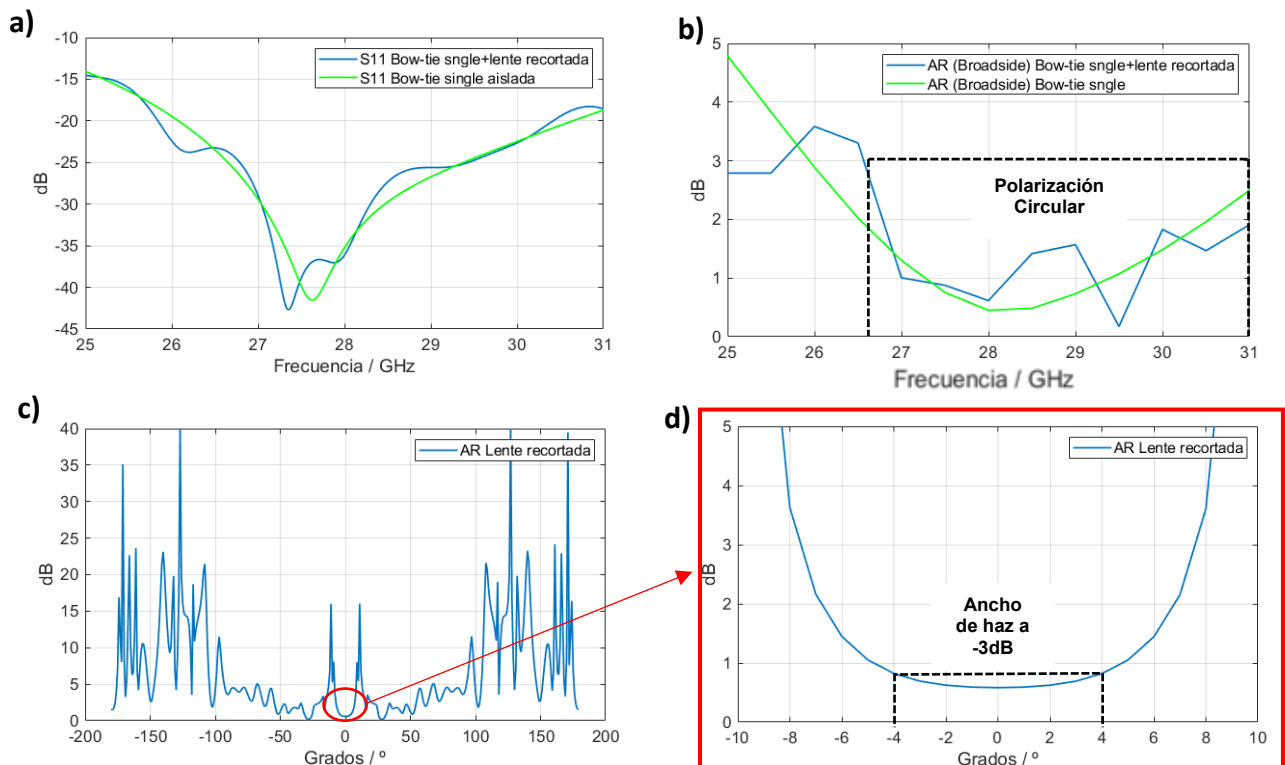 a)
-10
-15
-20
-25
-30
-35
-40
-45
dB
25
26
27
28
29
30
31
Frecuencia / GHz
S11 Bow-tie sngle+lente recortada
S11 Bow-tie single aislada
b)
5
4
3
2
1
0
dB
25
26
27
28
29
30
31
Frecuencia / GHz
AR (Broadside) Bow-tie sngle+lente recortada
AR (Broadside) Bow-tie sngle
Polarización
Circular
c)
40
35
30
25
20
15
10
5
0
dB
-200
-150
-100
-50
0
50
100
150
200
Grados / º
AR Lente recortada
d)
5
4
3
2
1
0
dB
-10
-8
-6
-4
-2
0
2
4
6
8
10
Grados / º
AR Lente recortada
Ancho
de haz a
-3dB